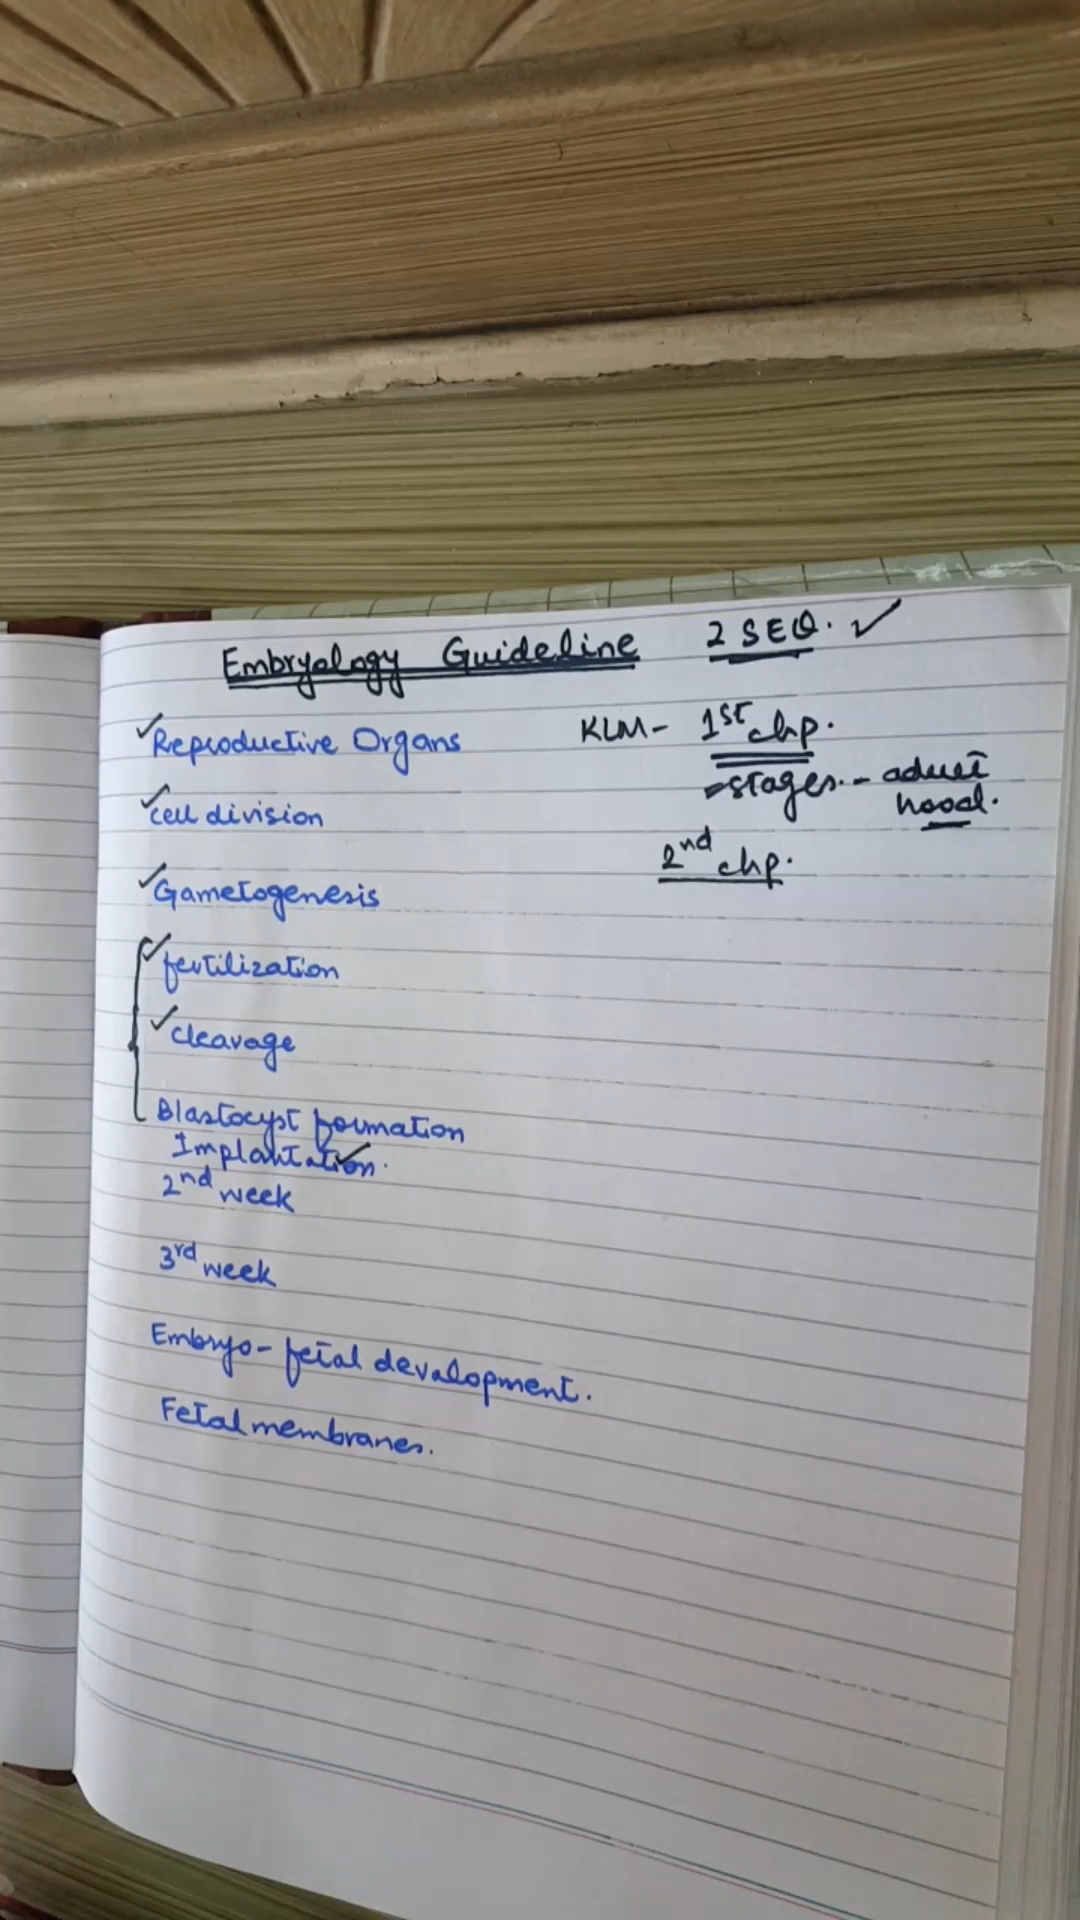 Embryology Guideline 2 SEQ. ✓
✓Reproductive Organs
KLM- 1st chp.
-stages.- adult
hood.
✓cell division
2nd chp.
✓Gametogenesis
✓fertilization
✓cleavage
Blastocyst formation
Implantation. ✓
2nd week
3rd week
Embryo-fetal devalopment.
Fetal membranes.